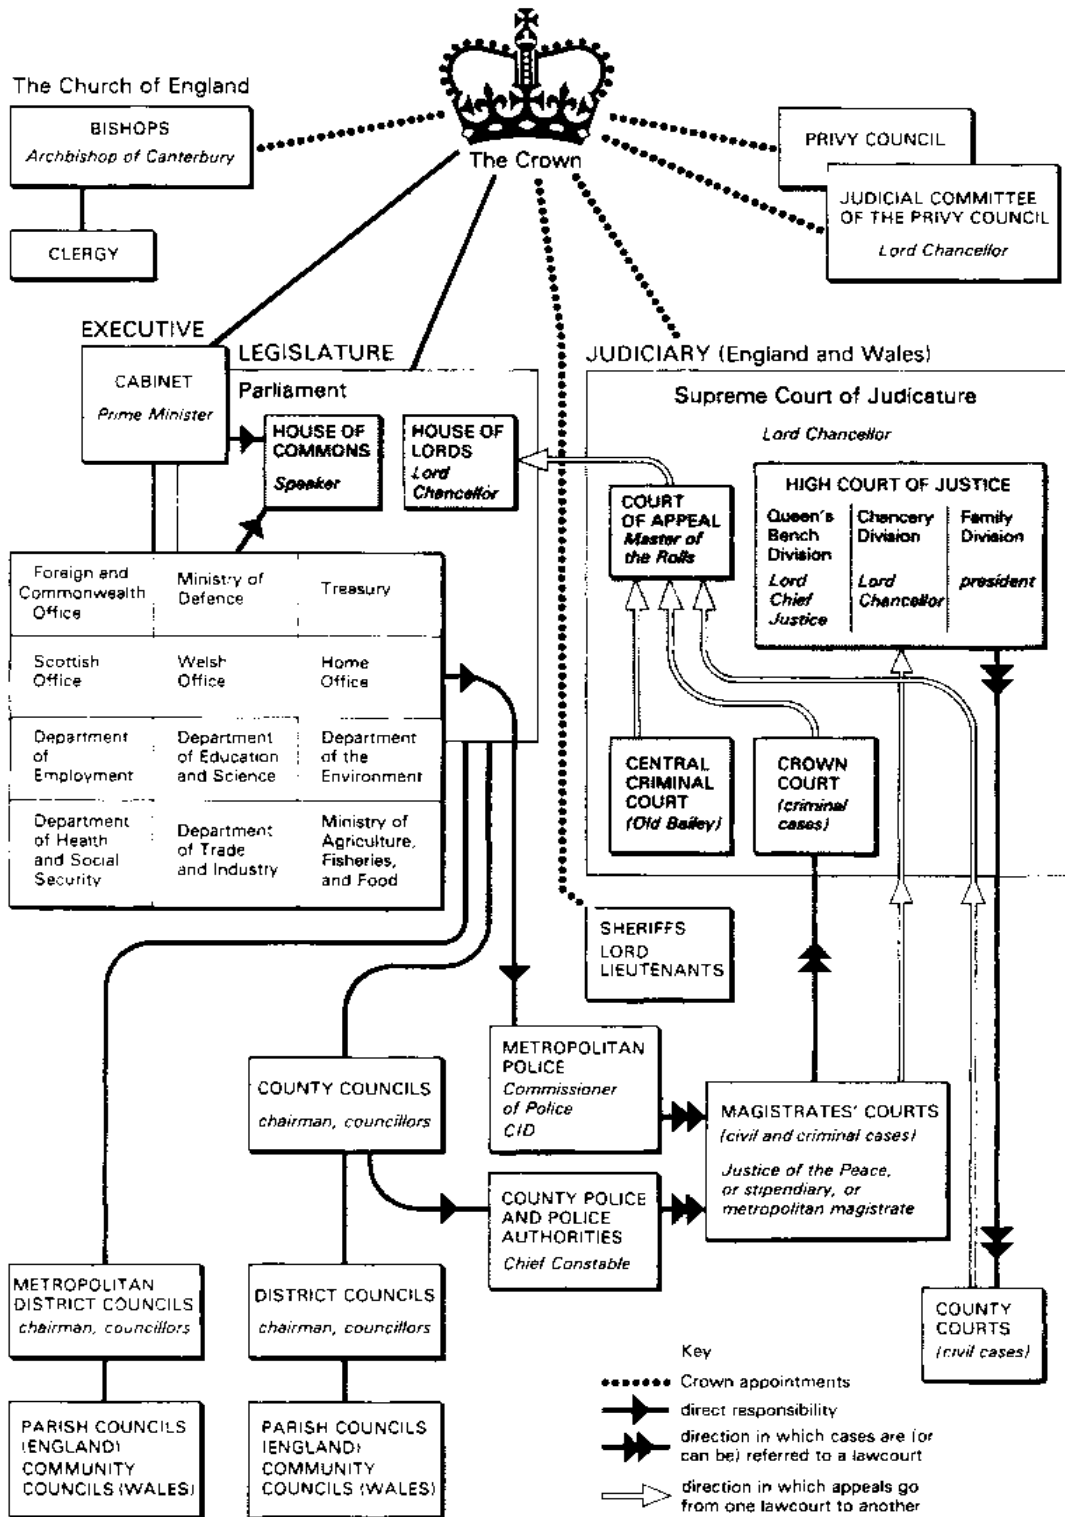 The Church of England
BISHOPS
Archbishop of Canterbury
CLERGY
The Crown
PRIVY COUNCIL
JUDICIAL COMMITTEE
OF THE PRIVY COUNCIL
Lord Chancellor
EXECUTIVE
CABINET
Prime Minister
LEGISLATURE
Parliament
HOUSE OF
COMMONS
Speaker
HOUSE OF
LORDS
Lord
Chancellor
JUDICIARY (England and Wales)
Supreme Court of Judicature
Lord Chancellor
COURT
OF APPEAL
Master of
the Rolls
HIGH COURT OF JUSTICE
Queen's
Bench
Division
Lord
Chief
Justice
Chancery
Division
Lord
Chancellor
Family
Division
president
Foreign and
Commonwealth
Office
Ministry of
Defence
Treasury
Scottish
Office
Welsh
Office
Home
Office
Department
of
Employment
Department
of Education
and Science
Department
of the
Environment
Department
of Health
and Social
Security
Department
of Trade
and Industry
Ministry of
Agriculture,
Fisheries,
and Food
CENTRAL
CRIMINAL
COURT
(Old Bailey)
CROWN
COURT
(criminal
cases)
SHERIFFS
LORD
LIEUTENANTS
METROPOLITAN
POLICE
Commissioner
of Police
CID
COUNTY COUNCILS
chairman, councillors
MAGISTRATES' COURTS
(civil and criminal cases)
Justice of the Peace,
or stipendiary, or
metropolitan magistrate
COUNTY POLICE
AND POLICE
AUTHORITIES
Chief Constable
METROPOLITAN
DISTRICT COUNCILS
chairman, councillors
DISTRICT COUNCILS
chairman, councillors
COUNTY
COURTS
(civil cases)
PARISH COUNCILS
(ENGLAND)
COMMUNITY
COUNCILS (WALES)
PARISH COUNCILS
(ENGLAND)
COMMUNITY
COUNCILS (WALES)
Key
Crown appointments
direct responsibility
direction in which cases are (or
can be) referred to a lawcourt
direction in which appeals go
from one lawcourt to another